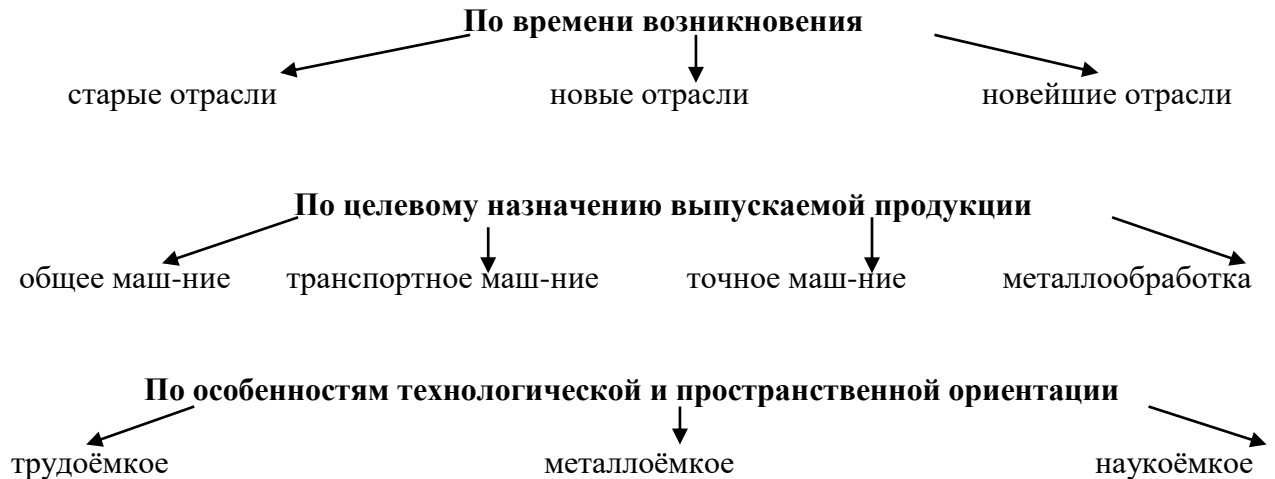 По времени возникновения
старые отрасли новые отрасли новейшие отрасли
По целевому назначению выпускаемой продукции
общее маш-ние транспортное маш-ние точное маш-ние металлообработка
По особенностям технологической и пространственной ориентации
трудоёмкое металлоёмкое наукоёмкое